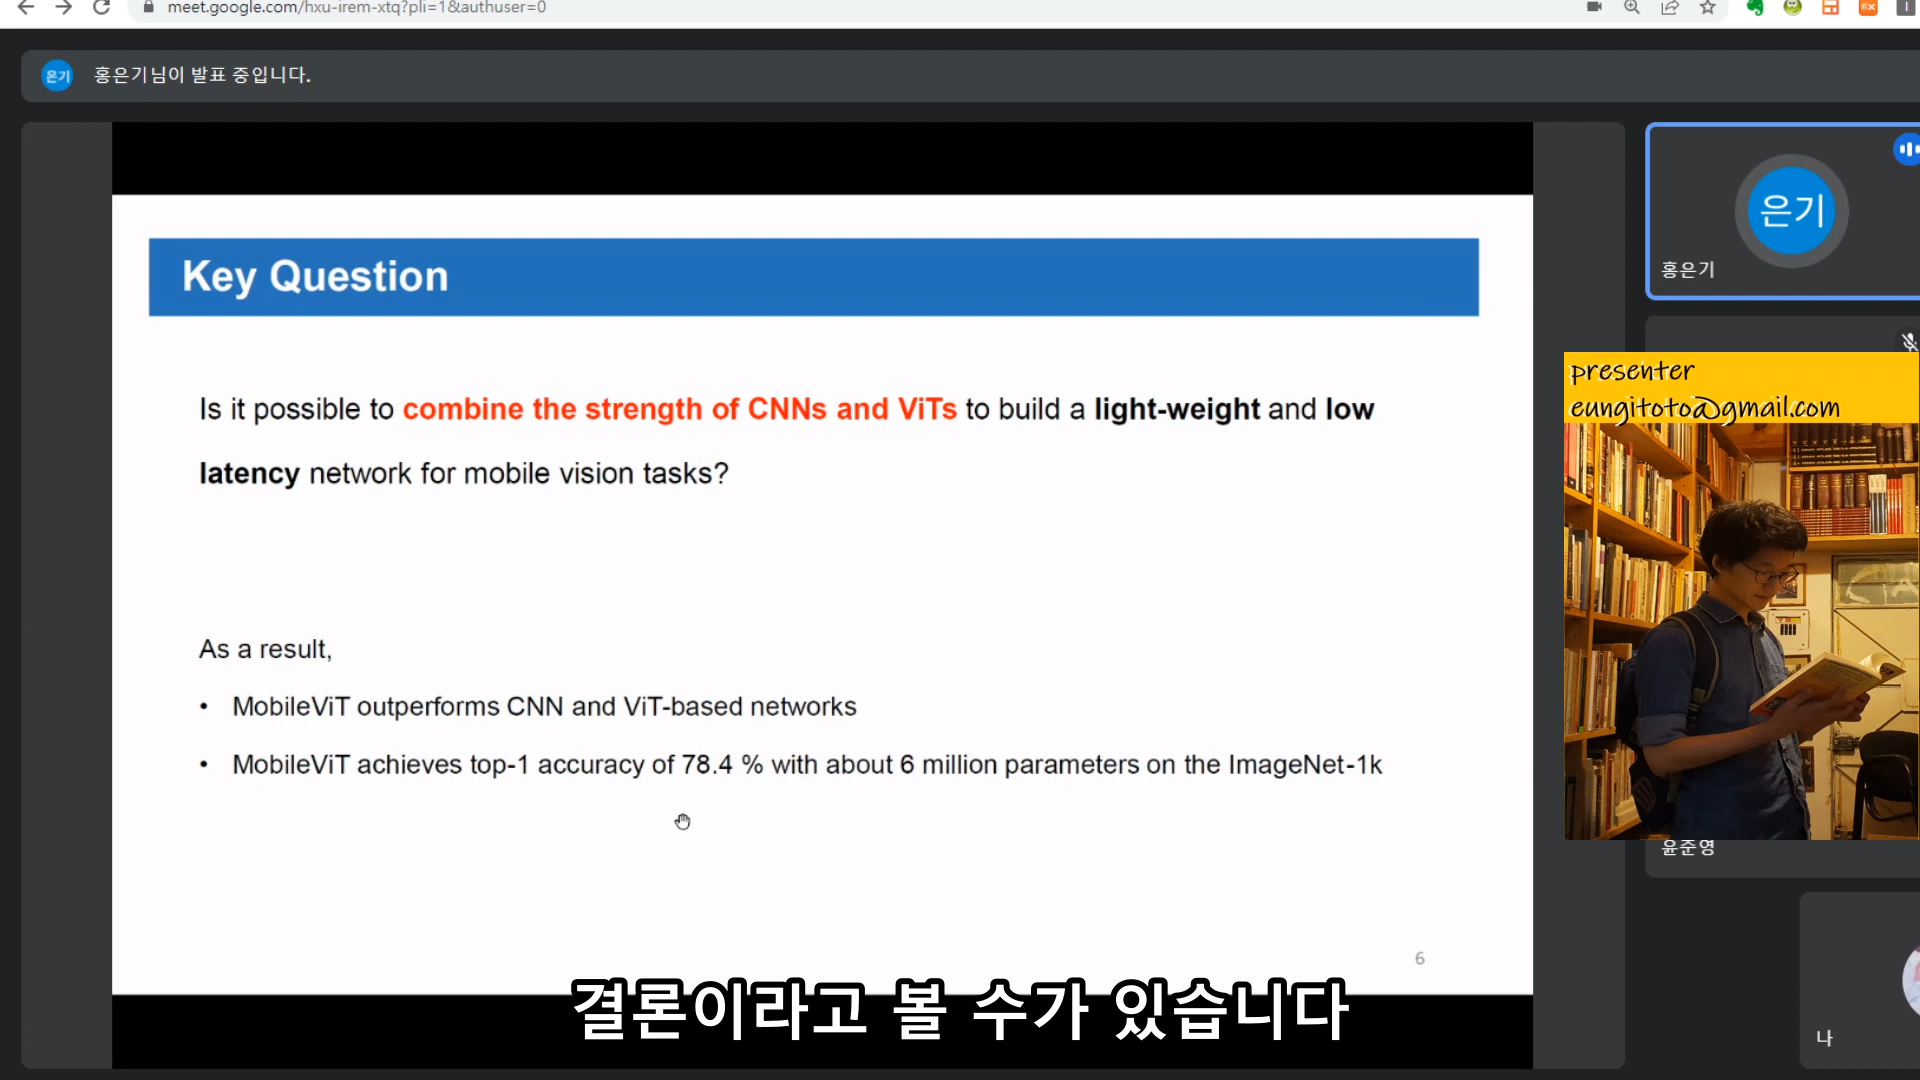 meet.google.com/hxu-irem-xtq?pli=1&authuser=0
은기 홍은기님이 발표 중입니다.
Key Question
Is it possible to combine the strength of CNNs and ViTs to build a light-weight and low
latency network for mobile vision tasks?
As a result,
• MobileViT outperforms CNN and ViT-based networks
• MobileViT achieves top-1 accuracy of 78.4 % with about 6 million parameters on the ImageNet-1k
6
은기
홍은기
presenter
eungitoto@gmail.com
윤준영
나
결론이라고 볼 수가 있습니다